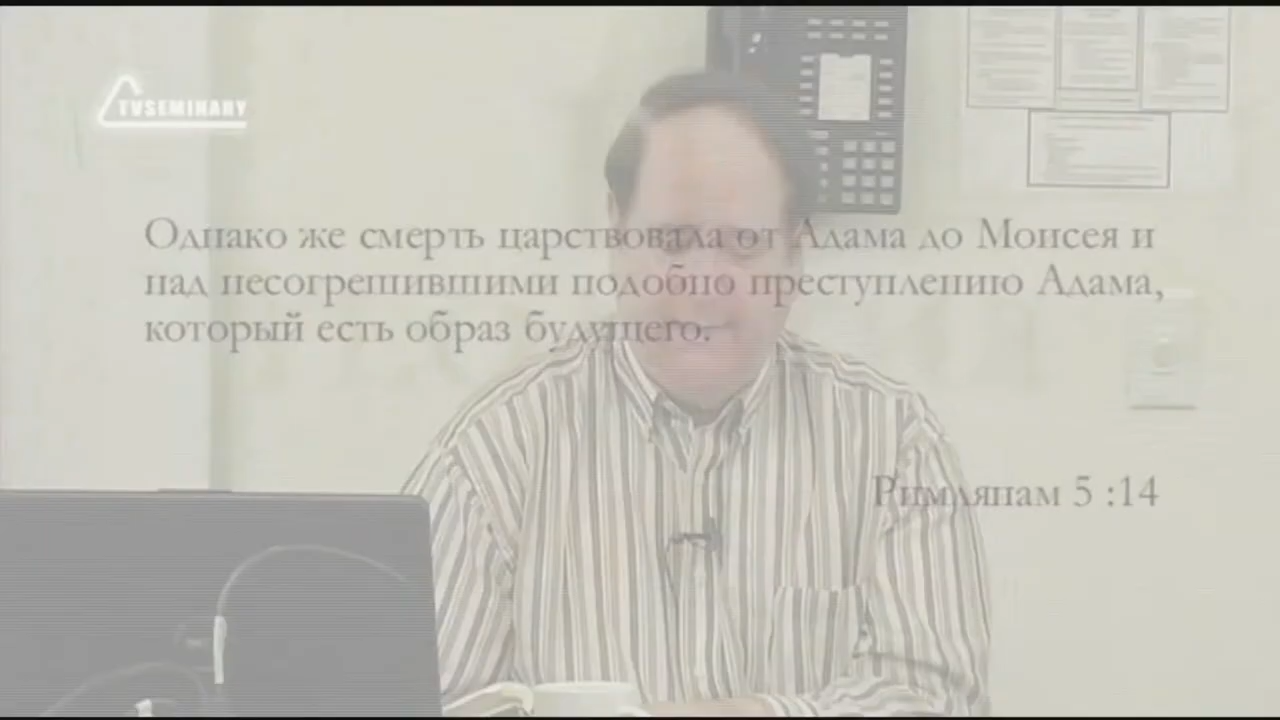 TVSEMINARY
Однако же смерть царствовала от Адама до Моисея и
над несогрешившими подобно преступлению Адама,
который есть образ будущего.
Римлянам 5 :14